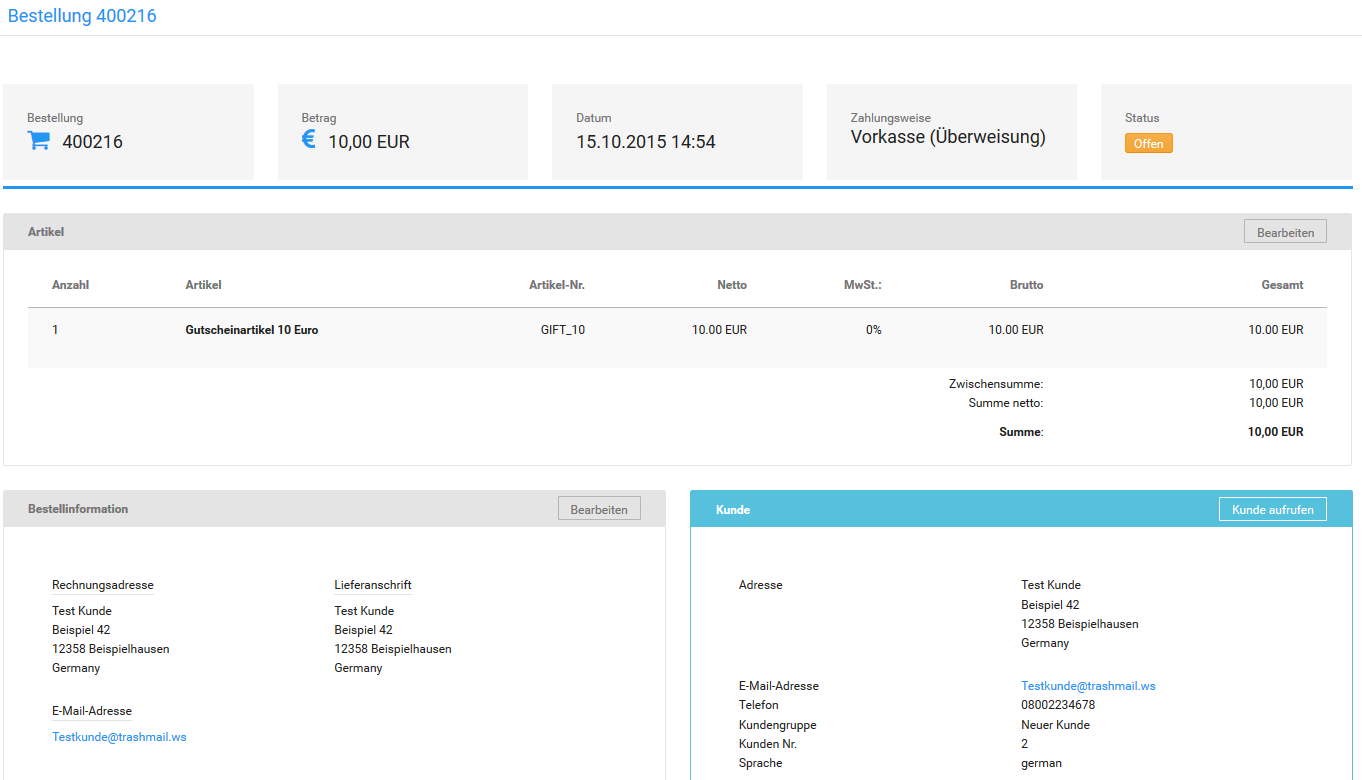 Bestellung 400216
Bestellung
400216
Betrag
10,00 EUR
Datum
15.10.2015 14:54
Zahlungsweise
Vorkasse (Überweisung)
Status
Offen
Artikel
Bearbeiten
Anzahl Artikel Artikel-Nr. Netto MwSt.: Brutto Gesamt
1 Gutscheinartikel 10 Euro GIFT_10 10.00 EUR 0% 10.00 EUR 10.00 EUR
Zwischensumme: 10,00 EUR
Summe netto: 10,00 EUR
Summe: 10,00 EUR
Bestellinformation
Bearbeiten
Rechnungsadresse
Test Kunde
Beispiel 42
12358 Beispielhausen
Germany
Lieferanschrift
Test Kunde
Beispiel 42
12358 Beispielhausen
Germany
E-Mail-Adresse
Testkunde@trashmail.ws
Kunde
Kunde aufrufen
Adresse Test Kunde
Beispiel 42
12358 Beispielhausen
Germany
E-Mail-Adresse Testkunde@trashmail.ws
Telefon 08002234678
Kundengruppe Neuer Kunde
Kunden Nr. 2
Sprache german